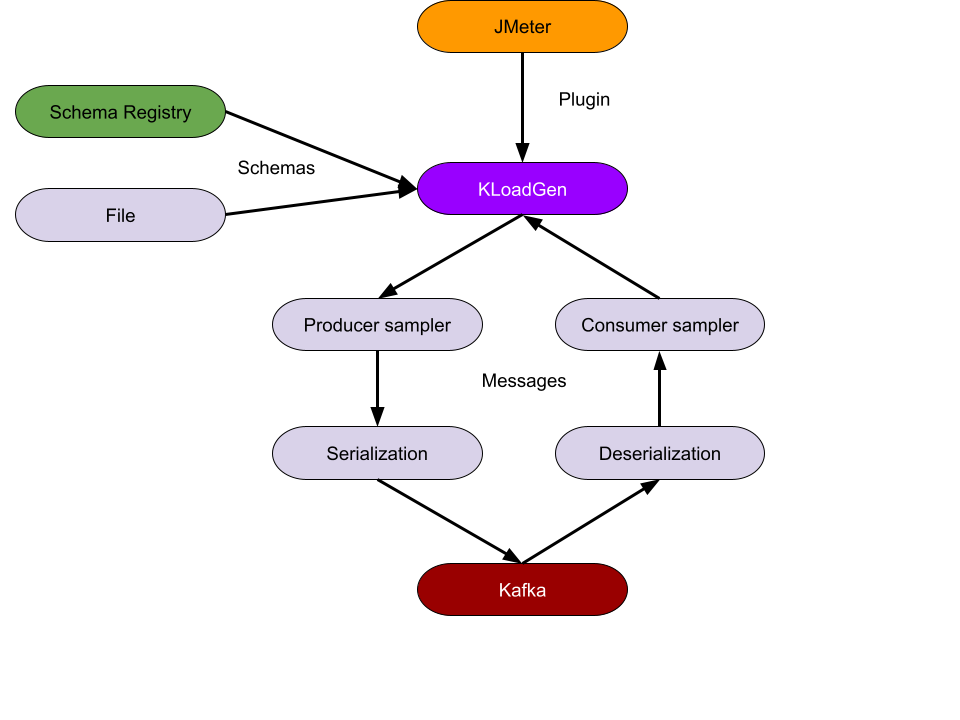 JMeter
Plugin
Schema Registry
Schemas
KLoadGen
File
Producer sampler
Consumer sampler
Messages
Serialization
Deserialization
Kafka